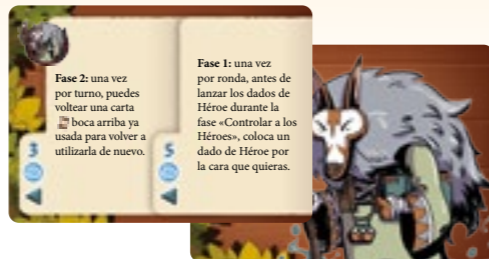 Fase 2: una vez
por turno, puedes
voltear una carta
boca arriba ya
usada para volver a
utilizarla de nuevo.
3
Fase 1: una vez
por ronda, antes de
lanzar los dados de
Héroe durante la
fase «Controlar a los
Héroes», coloca un
dado de Héroe por
la cara que quieras.
5